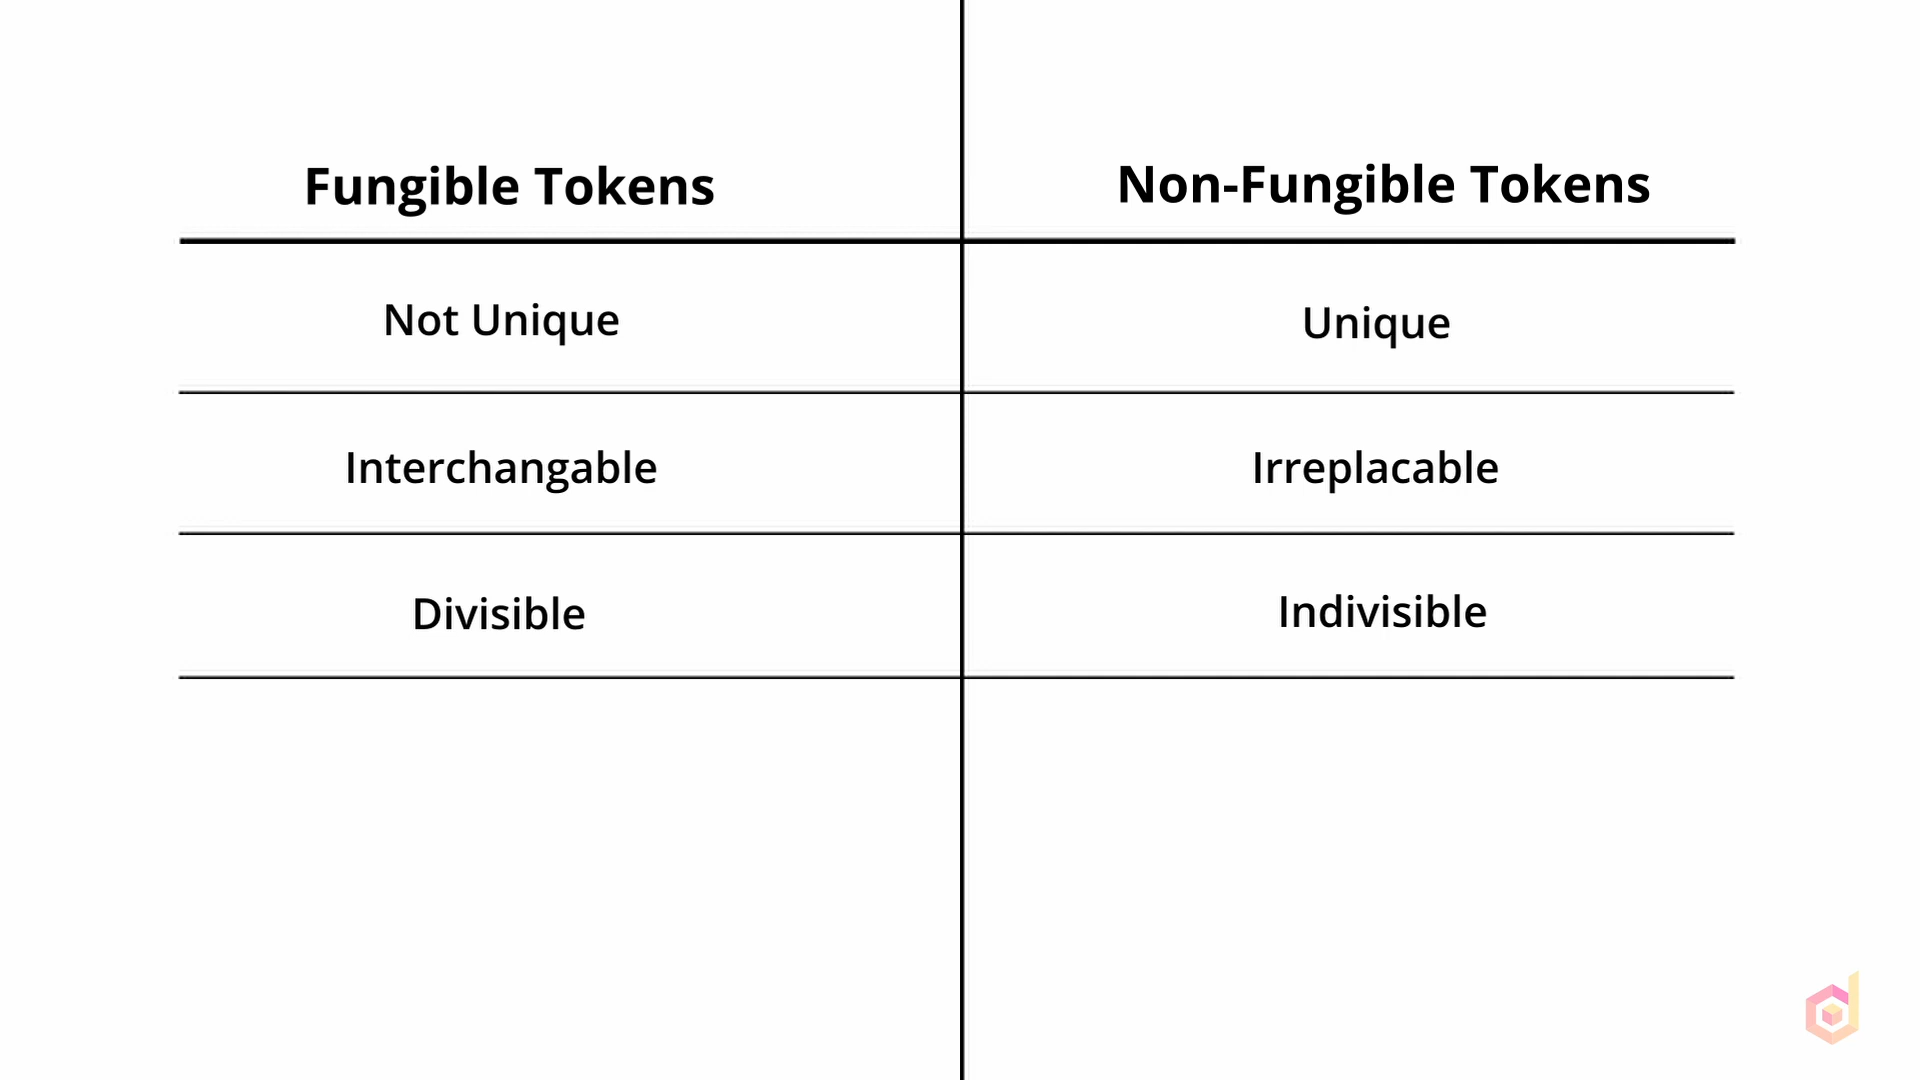 Fungible Tokens
Non-Fungible Tokens
Not Unique
Unique
Interchangable
Irreplacable
Divisible
Indivisible